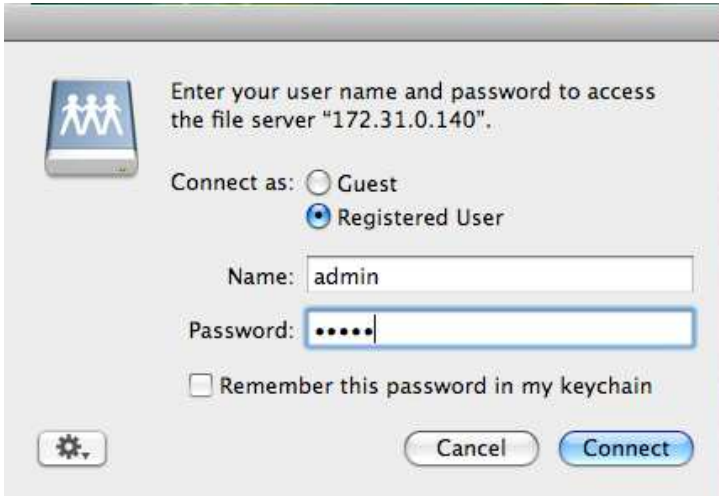 Enter your user name and password to access
the file server “172.31.0.140”.
Connect as: Guest
Registered User
Name: admin
Password: •••••
Remember this password in my keychain
Cancel Connect